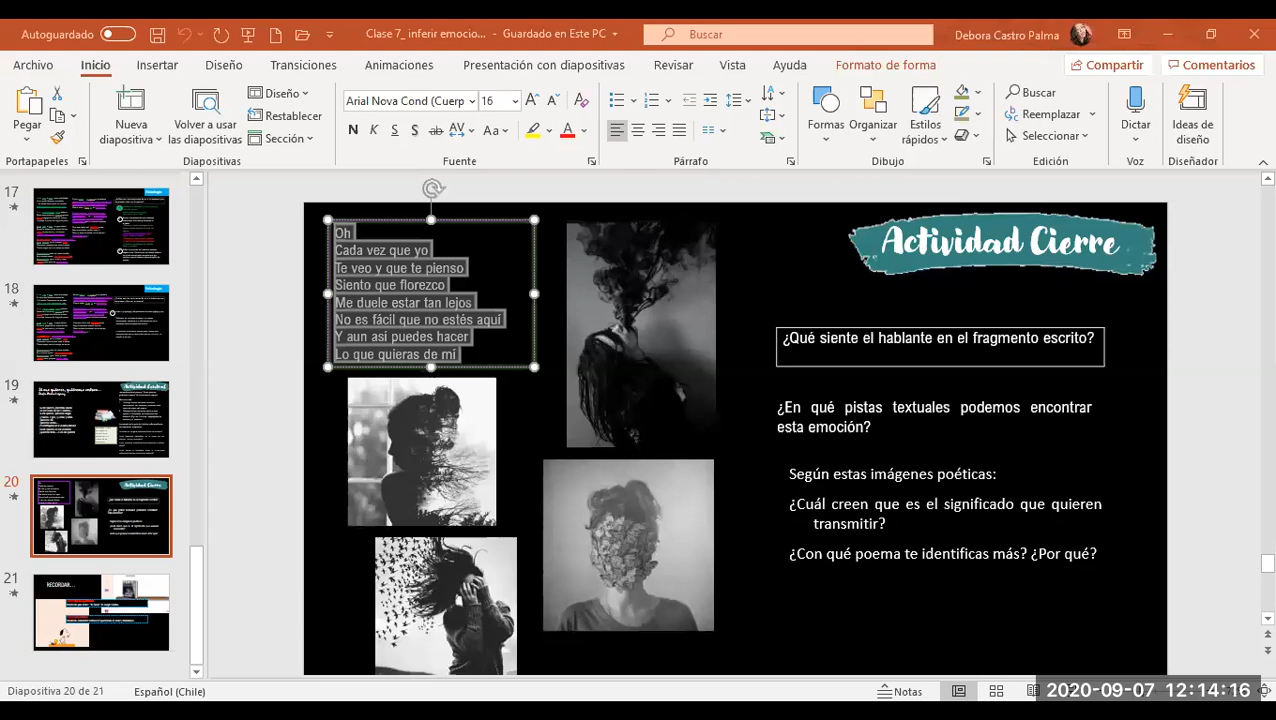 Autoguardado
Clase 7_ inferir emocio... - Guardado en Este PC
Buscar
Debora Castro Palma
Archivo
Inicio
Insertar
Diseño
Transiciones
Animaciones
Presentación con diapositivas
Revisar
Vista
Ayuda
Formato de forma
Compartir
Comentarios
Pegar
Portapapeles
Nueva diapositiva
Volver a usar las diapositivas
Diseño
Restablecer
Sección
Diapositivas
Arial Nova Cond (Cuerp
16
N K S S ab AV Aa
Fuente
Párrafo
Formas
Organizar
Estilos rápidos
Dibujo
Buscar
Reemplazar
Seleccionar
Edición
Dictar
Voz
Ideas de diseño
Diseñador
17
18
19
20
21
RECORDAR...
Oh
Cada vez que yo
Te veo y que te pienso
Siento que florezco
Me duele estar tan lejos
No es fácil que no estés aquí
Y aun asi puedes hacer
Lo que quieras de mi
Actividad Cierre
¿Qué siente el hablante en el fragmento escrito?
¿En que pistas textuales podemos encontrar
esta emoción?
Según estas imágenes poéticas:
¿Cuál creen que es el significado que quieren
transmitir?
¿Con qué poema te identificas más? ¿Por qué?
Diapositiva 20 de 21
Español (Chile)
Notas
2020-09-07 12:14:16